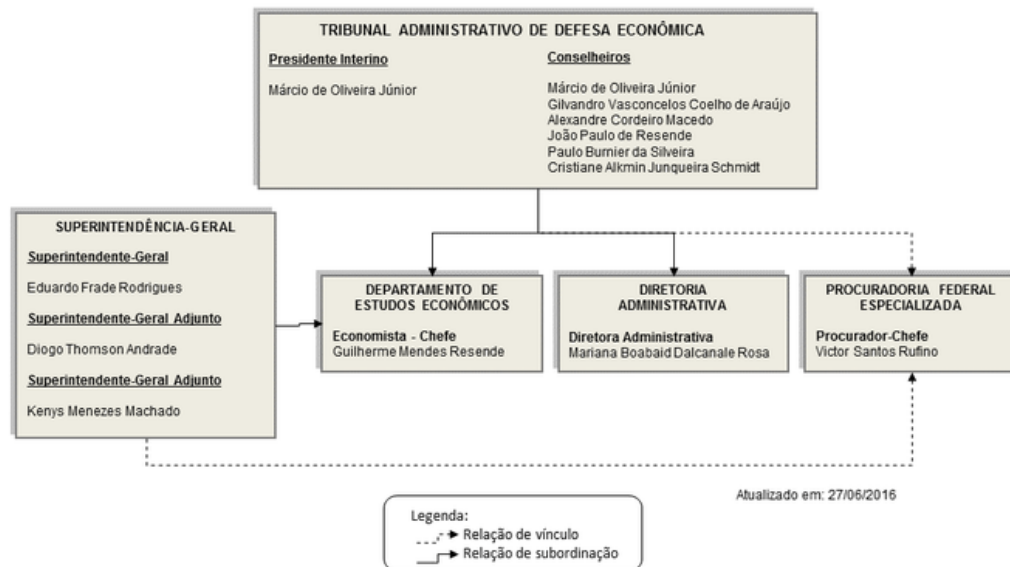 TRIBUNAL ADMINISTRATIVO DE DEFESA ECONÔMICA
Presidente Interino
Márcio de Oliveira Júnior
Conselheiros
Márcio de Oliveira Júnior
Gilvandro Vasconcelos Coelho de Araújo
Alexandre Cordeiro Macedo
João Paulo de Resende
Paulo Burnier da Silveira
Cristiane Alkmin Junqueira Schmidt
SUPERINTENDÊNCIA-GERAL
Superintendente-Geral
Eduardo Frade Rodrigues
Superintendente-Geral Adjunto
Diogo Thomson Andrade
Superintendente-Geral Adjunto
Kenys Menezes Machado
DEPARTAMENTO DE
ESTUDOS ECONÔMICOS
Economista - Chefe
Guilherme Mendes Resende
DIRETORIA
ADMINISTRATIVA
Diretora Administrativa
Mariana Boabaid Dalcanale Rosa
PROCURADORIA FEDERAL
ESPECIALIZADA
Procurador-Chefe
Victor Santos Rufino
Atualizado em: 27/06/2016
Legenda:
Relação de vínculo
Relação de subordinação